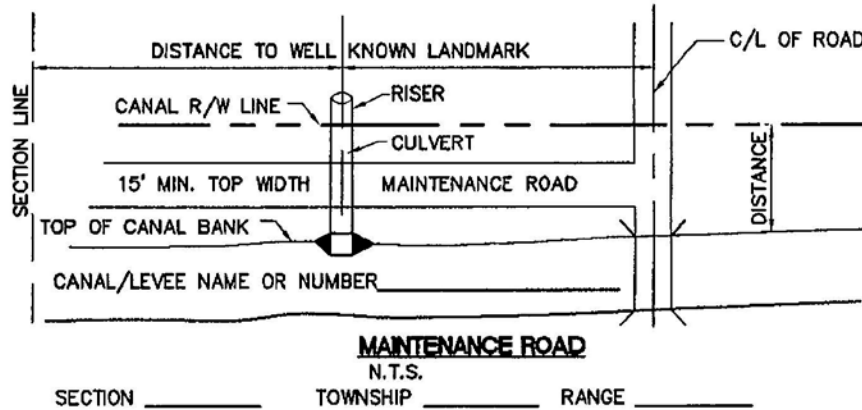 DISTANCE TO WELL KNOWN LANDMARK
C/L OF ROAD
RISER
CANAL R/W LINE
SECTION LINE
CULVERT
15' MIN. TOP WIDTH
MAINTENANCE ROAD
DISTANCE
TOP OF CANAL BANK
CANAL/LEVEE NAME OR NUMBER
MAINTENANCE ROAD
N.T.S.
SECTION TOWNSHIP RANGE